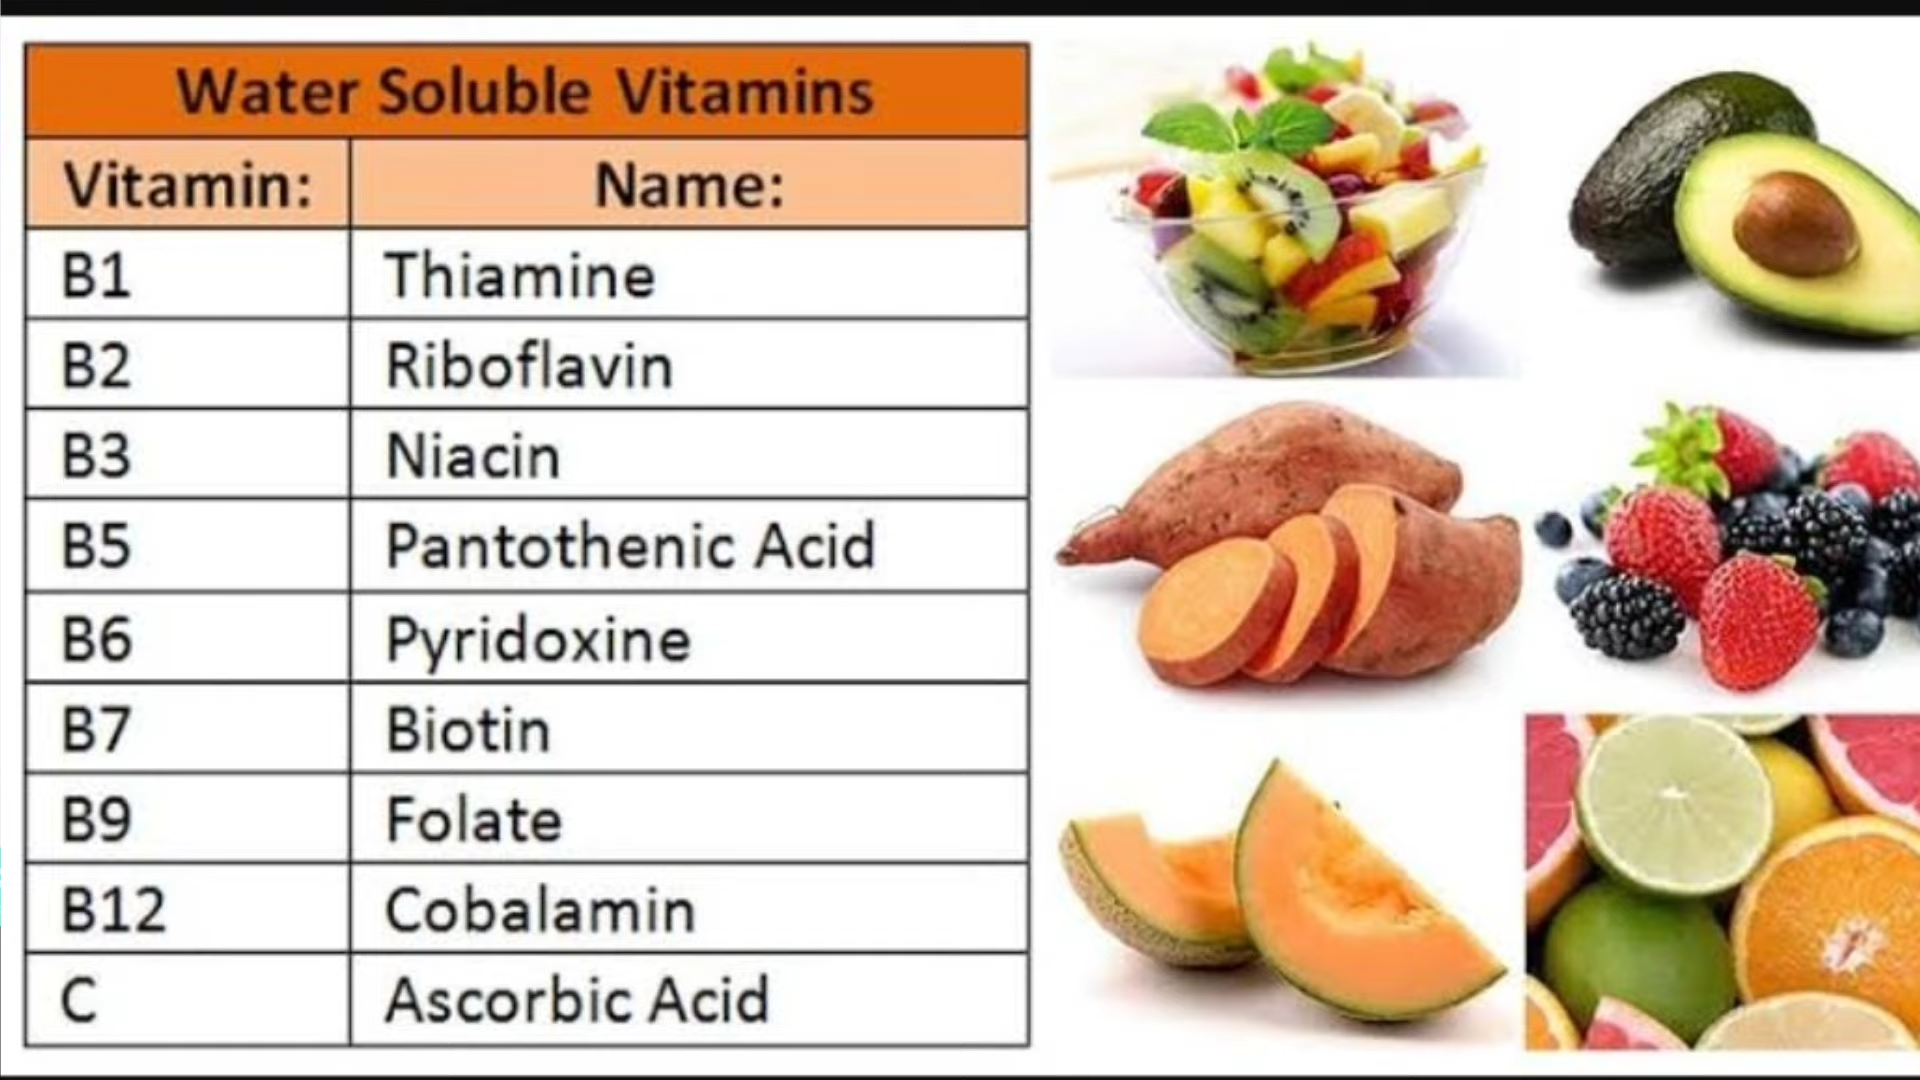 Water Soluble Vitamins
Vitamin: Name:
B1 Thiamine
B2 Riboflavin
B3 Niacin
B5 Pantothenic Acid
B6 Pyridoxine
B7 Biotin
B9 Folate
B12 Cobalamin
C Ascorbic Acid